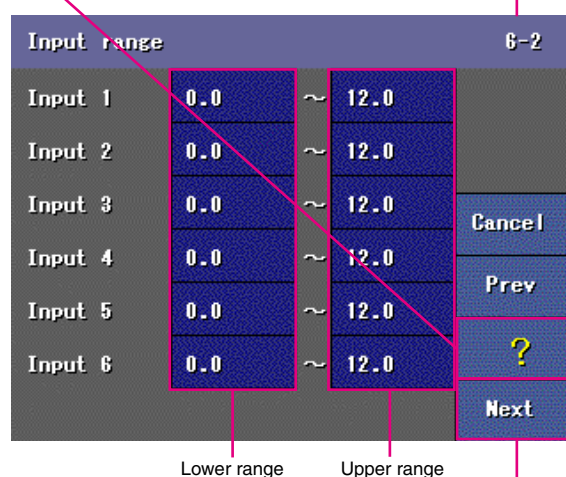 Input range 6-2
Input 1 0.0 ~ 12.0
Input 2 0.0 ~ 12.0
Input 3 0.0 ~ 12.0
Cancel
Input 4 0.0 ~ 12.0
Prev
Input 5 0.0 ~ 12.0
?
Input 6 0.0 ~ 12.0
Next
Lower range Upper range